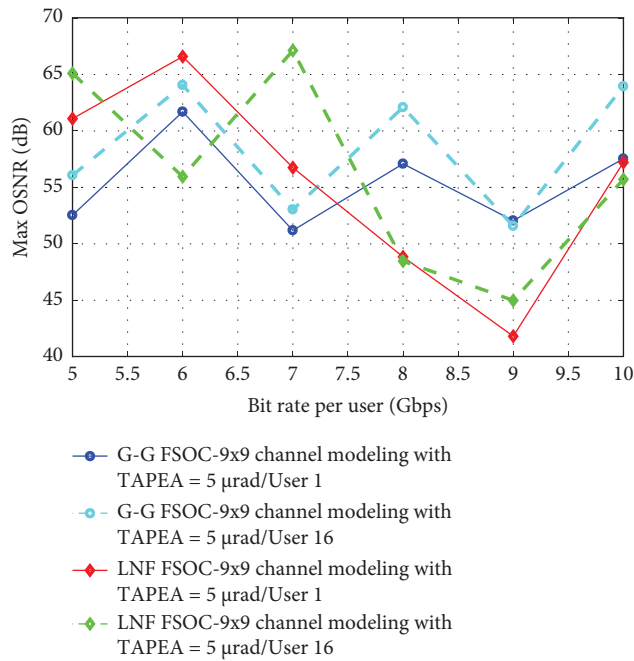 70
65
60
55
50
45
40
Max OSNR (dB)
5 5.5 6 6.5 7 7.5 8 8.5 9 9.5 10
Bit rate per user (Gbps)
G-G FSOC-9x9 channel modeling with
TAPEA = 5 μrad/User 1
G-G FSOC-9x9 channel modeling with
TAPEA = 5 μrad/User 16
LNF FSOC-9x9 channel modeling with
TAPEA = 5 μrad/User 1
LNF FSOC-9x9 channel modeling with
TAPEA = 5 μrad/User 16